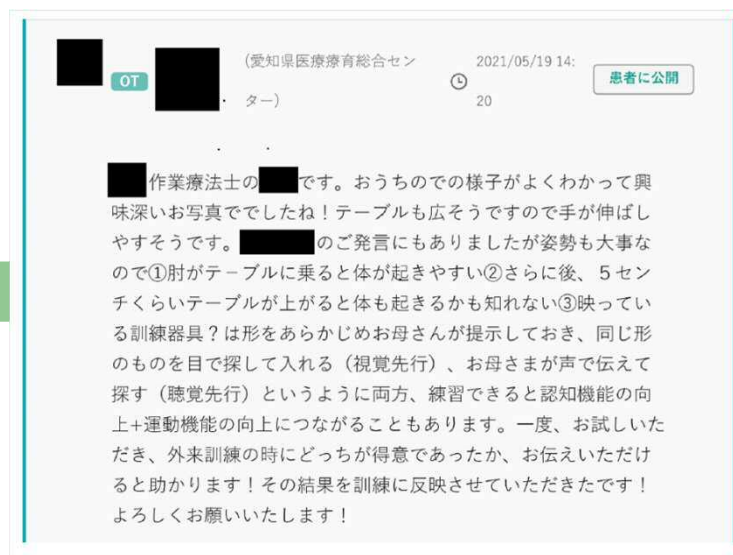 OT （愛知県医療療育総合セン 2021/05/19 14: 患者に公開
ター） 20
作業療法士の です。おうちのでの様子がよくわかって興
味深いお写真ででしたね！テーブルも広そうですので手が伸ばし
やすそうです。 のご発言にもありましたが姿勢も大事な
ので①肘がテーブルに乗ると体が起きやすい②さらに後、５セン
チくらいテーブルが上がると体も起きるかも知れない③映ってい
る訓練器具？は形をあらかじめお母さんが提示しておき、同じ形
のものを目で探して入れる（視覚先行）、お母さまが声で伝えて
探す（聴覚先行）というように両方、練習できると認知機能の向
上+運動機能の向上につながることもあります。一度、お試しいた
だき、外来訓練の時にどっちが得意であったか、お伝えいただけ
ると助かります！その結果を訓練に反映させていただきたです！
よろしくお願いいたします！